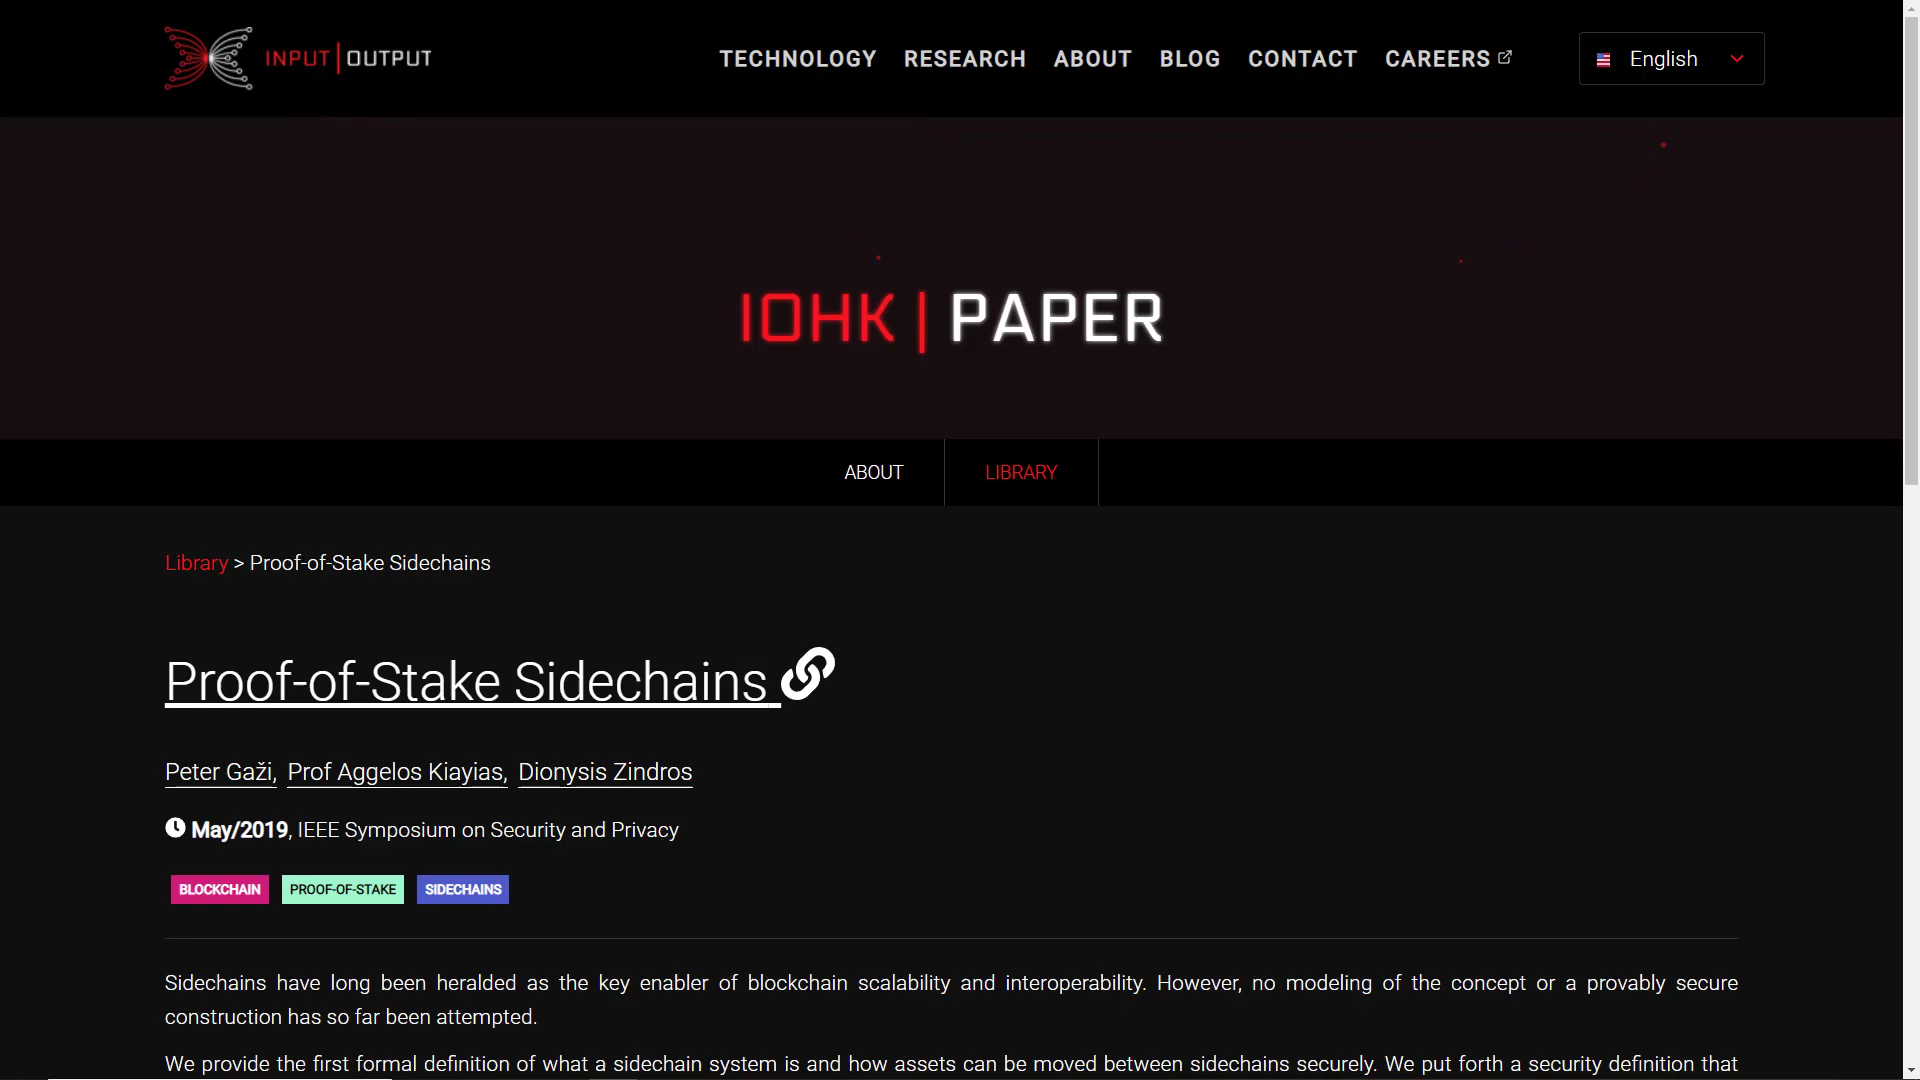 INPUT | OUTPUT
TECHNOLOGY RESEARCH ABOUT BLOG CONTACT CAREERS
English
IOHK | PAPER
ABOUT LIBRARY
Library > Proof-of-Stake Sidechains
Proof-of-Stake Sidechains
Peter Gaži, Prof Aggelos Kiayias, Dionysis Zindros
May/2019, IEEE Symposium on Security and Privacy
BLOCKCHAIN PROOF-OF-STAKE SIDECHAINS
Sidechains have long been heralded as the key enabler of blockchain scalability and interoperability. However, no modeling of the concept or a provably secure
construction has so far been attempted.
We provide the first formal definition of what a sidechain system is and how assets can be moved between sidechains securely. We put forth a security definition that